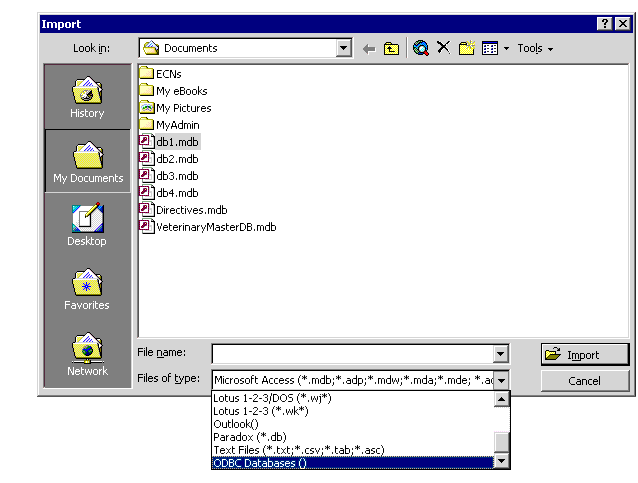 Import
Look in: Documents Tools
History
My Documents
Desktop
Favorites
Network
ECNs
My eBooks
My Pictures
MyAdmin
db1.mdb
db2.mdb
db3.mdb
db4.mdb
Directives.mdb
VeterinaryMasterDB.mdb
File name: Import
Files of type: Microsoft Access (*.mdb;*.adp;*.mdw;*.mda;*.mde; *.ac Cancel
Lotus 1-2-3/DOS (*.wj*)
Lotus 1-2-3 (*.wk*)
Outlook()
Paradox (*.db)
Text Files (*.txt;*.csv;*.tab;*.asc)
ODBC Databases ()